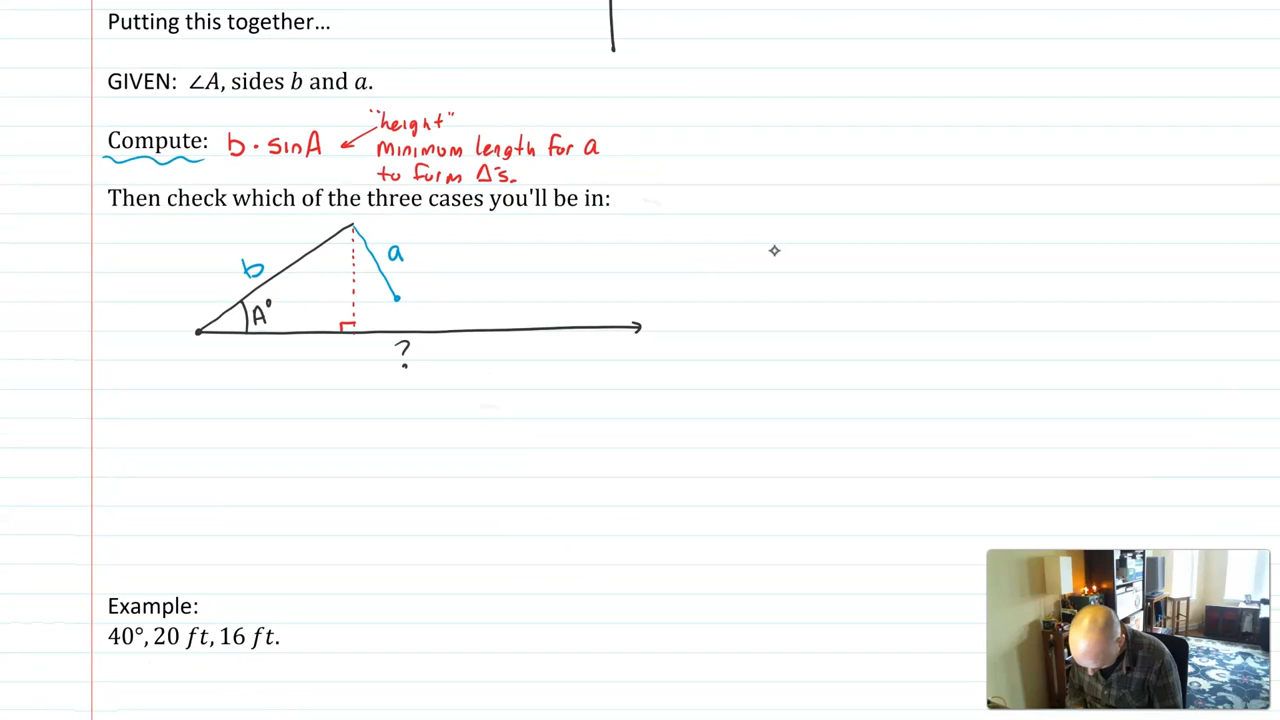 Putting this together...
GIVEN: ∠A, sides b and a.
Compute: b · sinA
"height"
minimum length for a
to form Δ's.
Then check which of the three cases you'll be in:
b
a
A°
?
Example:
40°, 20 ft, 16 ft.